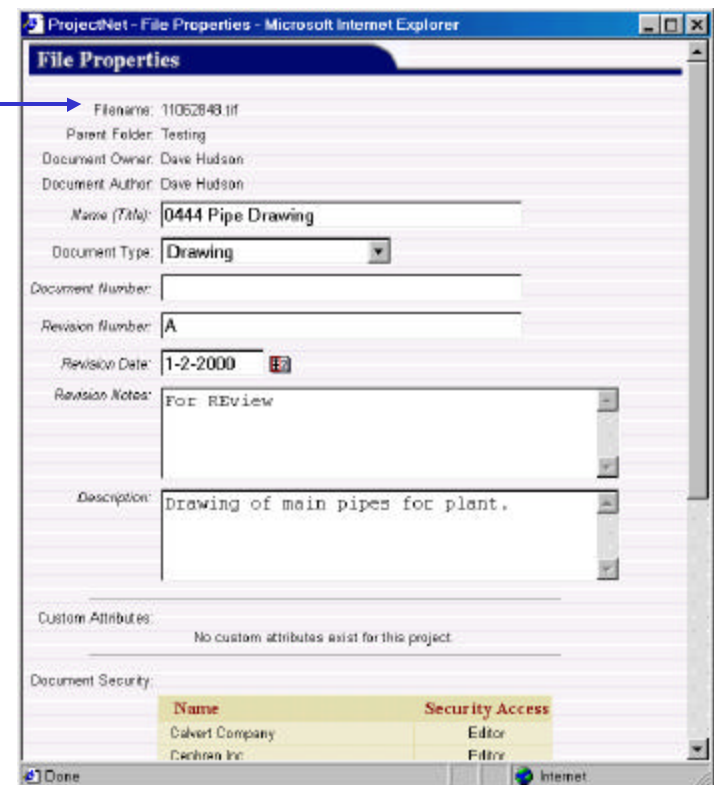 ProjectNet - File Properties - Microsoft Internet Explorer
File Properties
Filename: 11062848.tif
Parent Folder: Testing
Document Owner: Dave Hudson
Document Author: Dave Hudson
Name (Title): 0444 Pipe Drawing
Document Type: Drawing
Document Number:
Revision Number: A
Revision Date: 1-2-2000
Revision Notes: For REview
Description: Drawing of main pipes for plant.
Custom Attributes:
No custom attributes exist for this project.
Document Security:
Name Security Access
Calvert Company Editor
Cephren Inc Editor
Done Internet